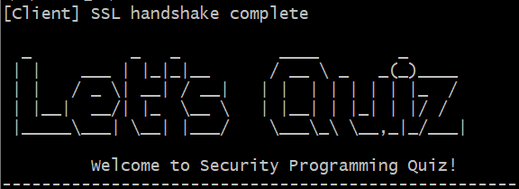 [Client] SSL handshake complete
Let's Quiz
Welcome to Security Programming Quiz!